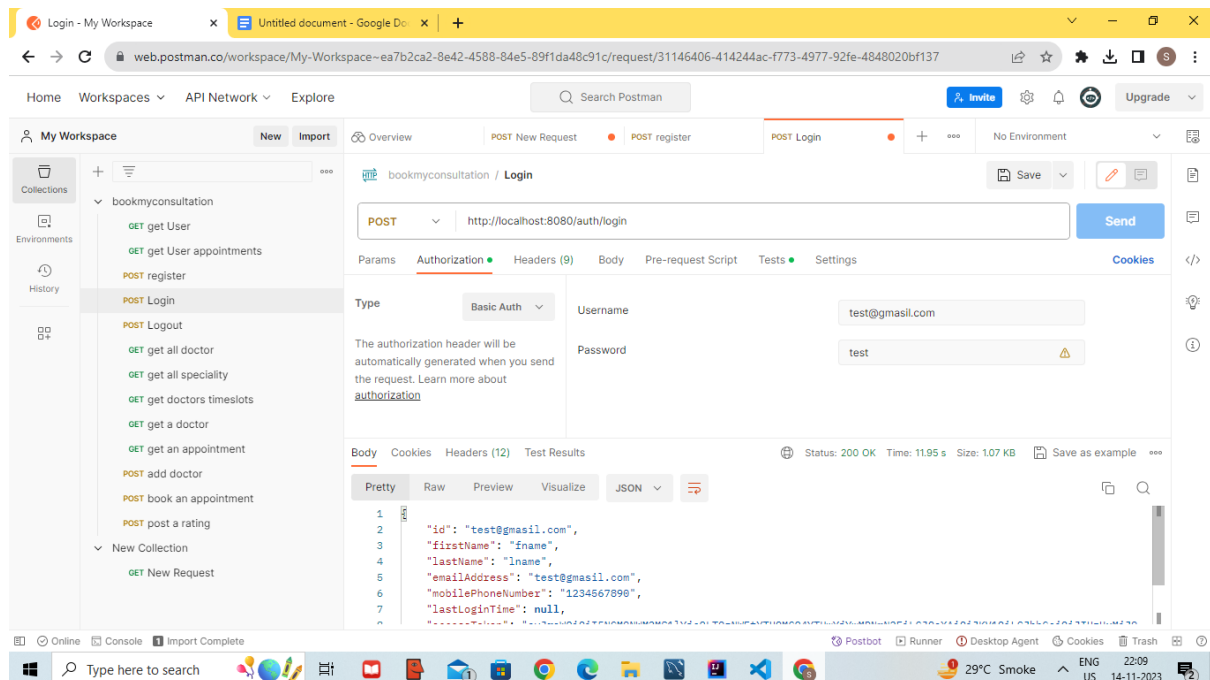 Login - My Workspace
Untitled document - Google Do
web.postman.co/workspace/My-Workspace~ea7b2ca2-8e42-4588-84e5-89f1da48c91c/request/31146406-414244ac-f773-4977-92fe-4848020bf137
S
Home Workspaces API Network Explore
Search Postman
Invite
Upgrade
My Workspace New Import
Overview POST New Request POST register POST Login No Environment
Collections
Environments
History
bookmyconsultation
GET get User
GET get User appointments
POST register
POST Login
POST Logout
GET get all doctor
GET get all speciality
GET get doctors timeslots
GET get a doctor
GET get an appointment
POST add doctor
POST book an appointment
POST post a rating
New Collection
GET New Request
HTTP bookmyconsultation / Login
Save
POST http://localhost:8080/auth/login Send
Params Authorization Headers (9) Body Pre-request Script Tests Settings Cookies
Type Basic Auth
The authorization header will be
automatically generated when you send
the request. Learn more about
authorization
Username test@gmasil.com
Password test
Body Cookies Headers (12) Test Results Status: 200 OK Time: 11.95 s Size: 1.07 KB Save as example
Pretty Raw Preview Visualize JSON
1 {
2 "id": "test@gmasil.com",
3 "firstName": "fname",
4 "lastName": "lname",
5 "emailAddress": "test@gmasil.com",
6 "mobilePhoneNumber": "1234567890",
7 "lastLoginTime": null,
Online Console Import Complete Postbot Runner Desktop Agent Cookies Trash
Type here to search
29°C Smoke
ENG
US
22:09
14-11-2023